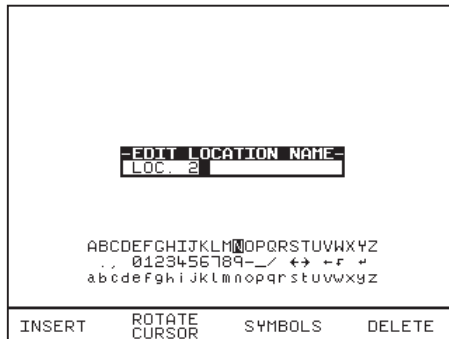 -EDIT LOCATION NAME-
LOC. 2
ABCDEFGHIJKLMNOPQRSTUVWXYZ
., 0123456789-_/ ←→ ←r ↵
abcdefghijklmnopqrstuvwxyz
INSERT
ROTATE
CURSOR
SYMBOLS
DELETE